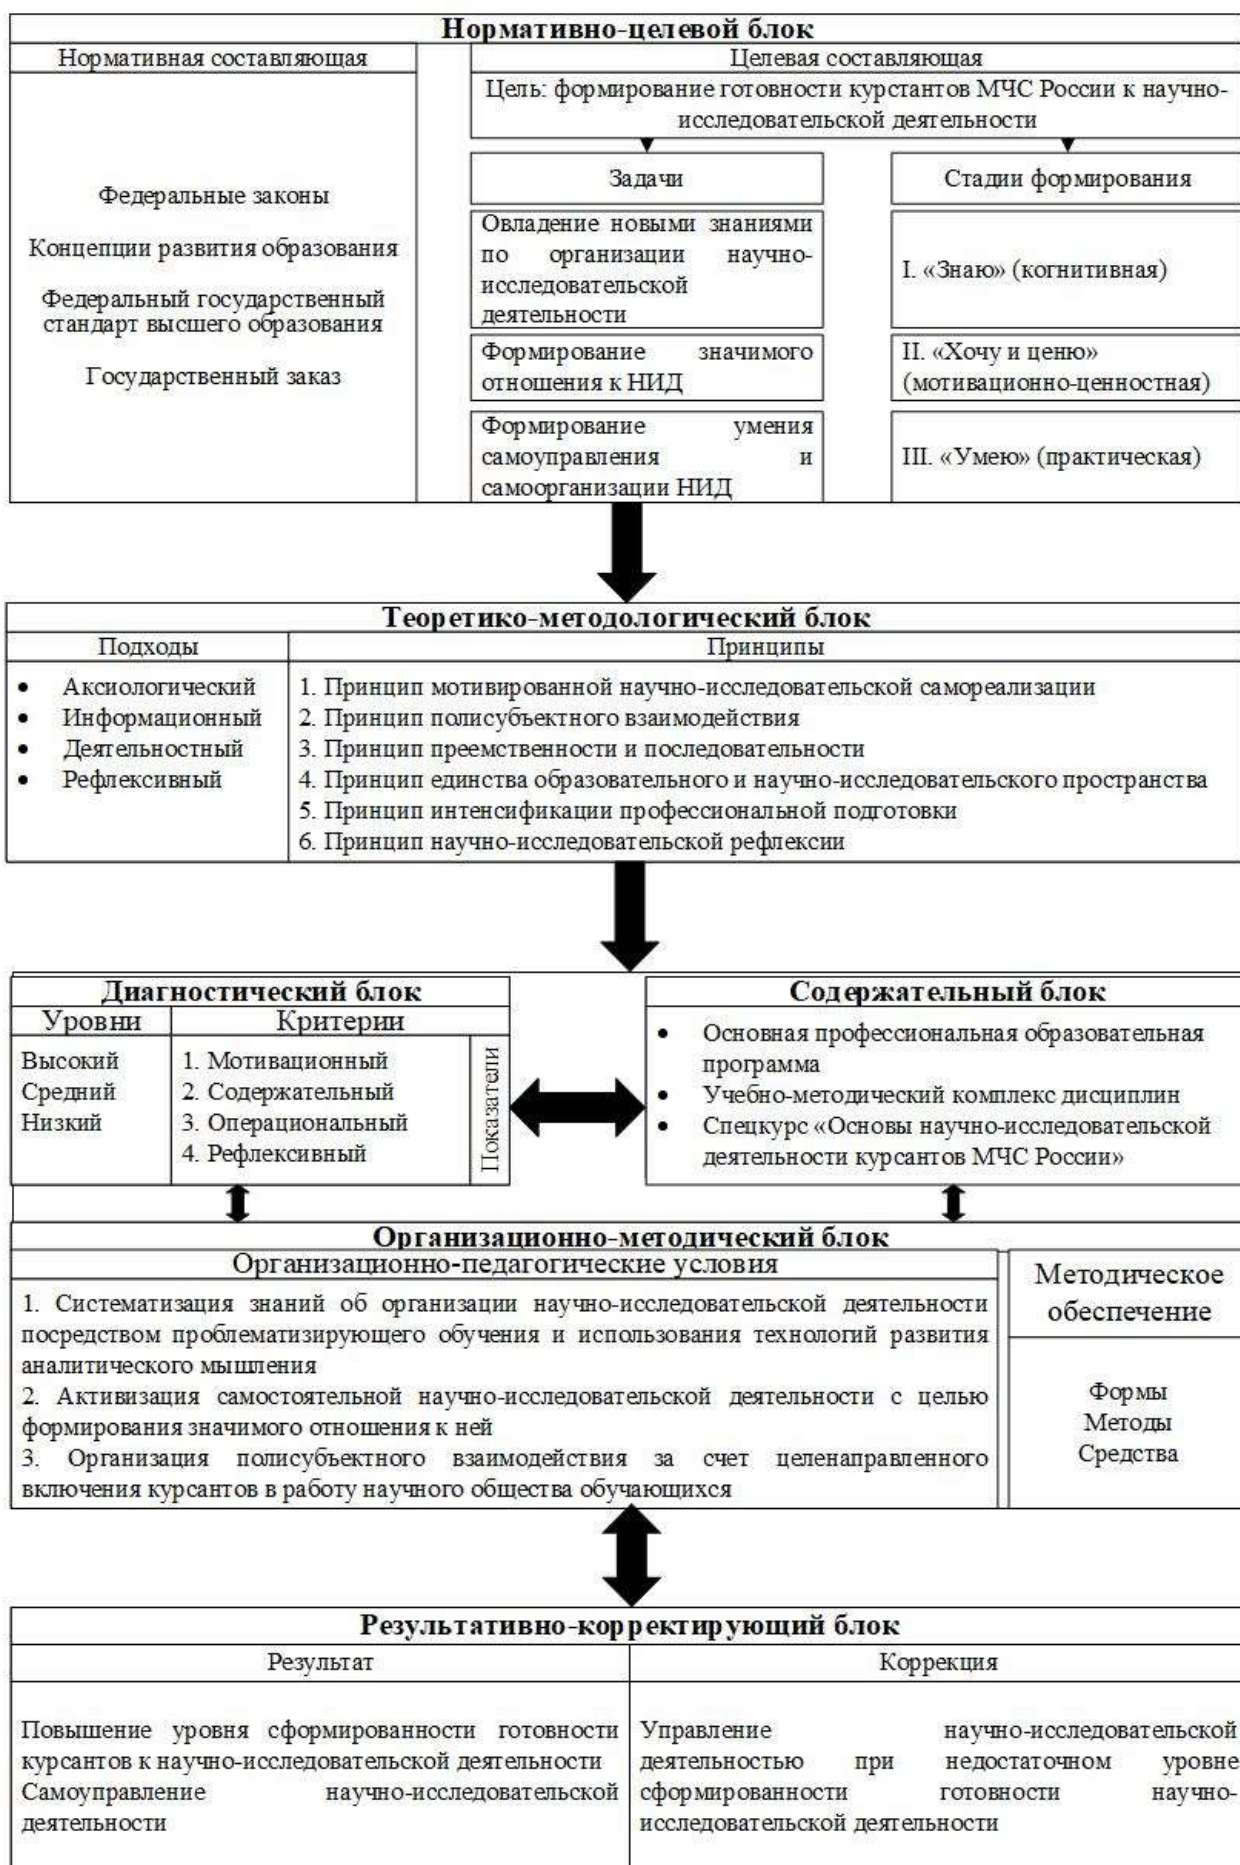 Нормативно-целевой блок
Нормативная составляющая
Федеральные законы
Концепции развития образования
Федеральный государственный
стандарт высшего образования
Государственный заказ
Целевая составляющая
Цель: формирование готовности курстантов МЧС России к научно-
исследовательской деятельности
Задачи
Стадии формирования
Овладение новыми знаниями
по организации научно-
исследовательской
деятельности
I. «Знаю» (когнитивная)
Формирование значимого
отношения к НИД
II. «Хочу и ценю»
(мотивационно-ценностная)
Формирование умения
самоуправления и
самоорганизации НИД
III. «Умею» (практическая)
Теоретико-методологический блок
Подходы
• Аксиологический
• Информационный
• Деятельностный
• Рефлексивный
Принципы
1. Принцип мотивированной научно-исследовательской самореализации
2. Принцип полисубъектного взаимодействия
3. Принцип преемственности и последовательности
4. Принцип единства образовательного и научно-исследовательского пространства
5. Принцип интенсификации профессиональной подготовки
6. Принцип научно-исследовательской рефлексии
Диагностический блок
Уровни
Высокий
Средний
Низкий
Критерии
1. Мотивационный
2. Содержательный
3. Операциональный
4. Рефлексивный
Показатели
Содержательный блок
• Основная профессиональная образовательная
программа
• Учебно-методический комплекс дисциплин
• Спецкурс «Основы научно-исследовательской
деятельности курсантов МЧС России»
Организационно-методический блок
Организационно-педагогические условия
1. Систематизация знаний об организации научно-исследовательской деятельности
посредством проблематизирующего обучения и использования технологий развития
аналитического мышления
2. Активизация самостоятельной научно-исследовательской деятельности с целью
формирования значимого отношения к ней
3. Организация полисубъектного взаимодействия за счет целенаправленного
включения курсантов в работу научного общества обучающихся
Методическое
обеспечение
Формы
Методы
Средства
Результативно-корректирующий блок
Результат
Повышение уровня сформированности готовности
курсантов к научно-исследовательской деятельности
Самоуправление научно-исследовательской
деятельности
Коррекция
Управление научно-исследовательской
деятельностью при недостаточном уровне
сформированности готовности научно-
исследовательской деятельности